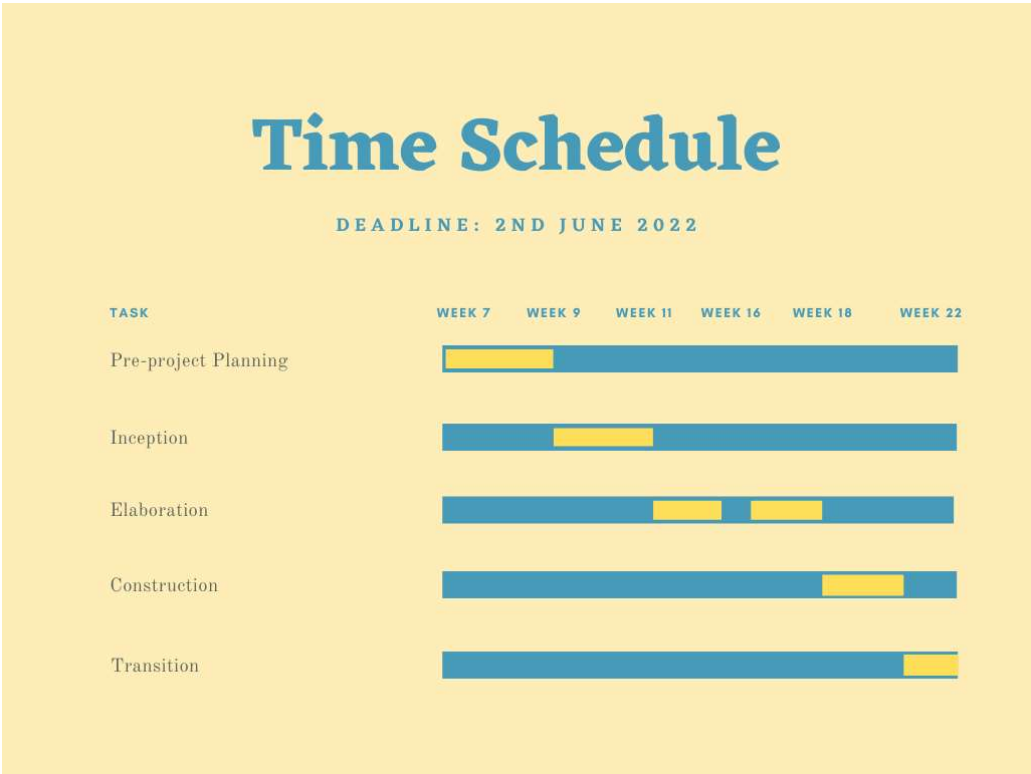 Time Schedule
DEADLINE: 2ND JUNE 2022
TASK WEEK 7 WEEK 9 WEEK 11 WEEK 16 WEEK 18 WEEK 22
Pre-project Planning
Inception
Elaboration
Construction
Transition